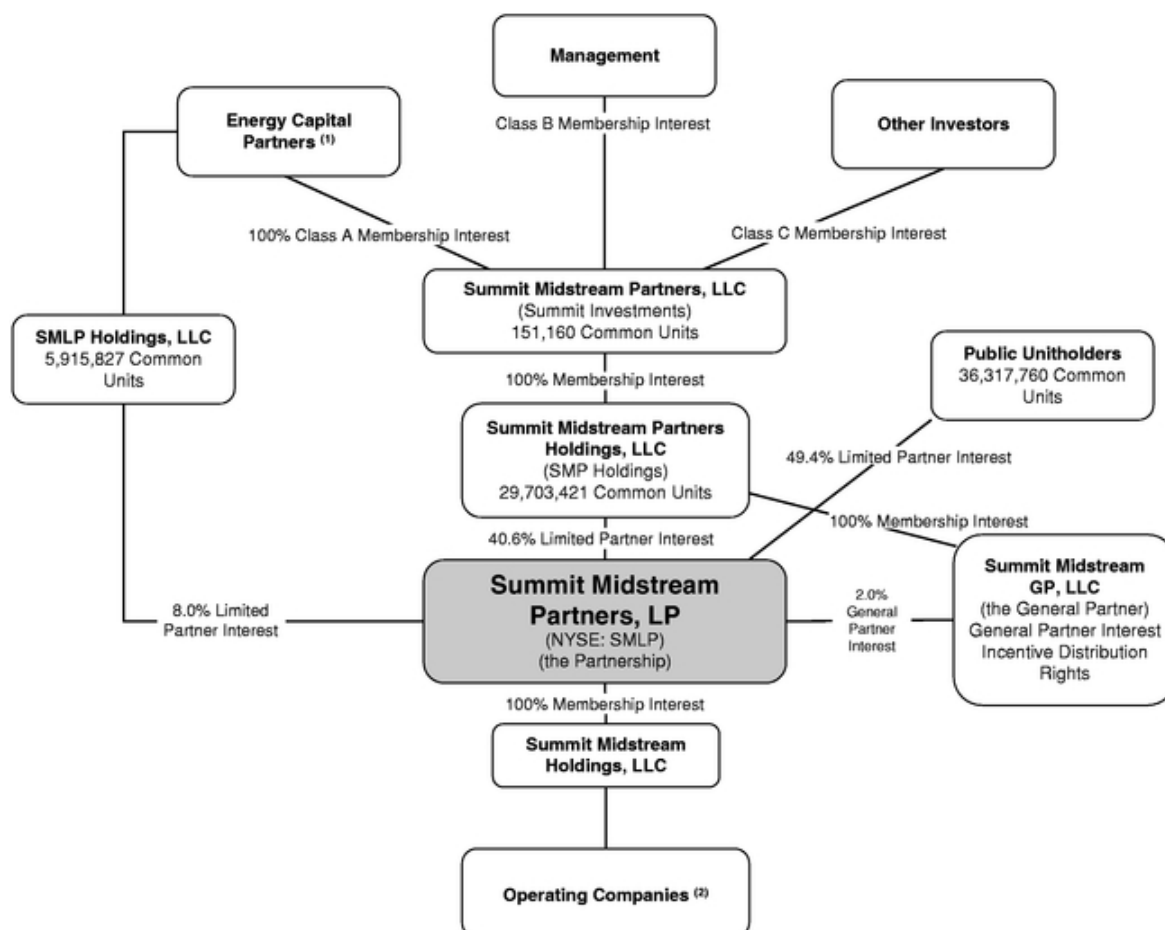 Management
Energy Capital
Partners (1)
Class B Membership Interest
Other Investors
100% Class A Membership Interest
Class C Membership Interest
Summit Midstream Partners, LLC
(Summit Investments)
151,160 Common Units
SMLP Holdings, LLC
5,915,827 Common
Units
Public Unitholders
36,317,760 Common
Units
100% Membership Interest
Summit Midstream Partners
Holdings, LLC
(SMP Holdings)
29,703,421 Common Units
49.4% Limited Partner Interest
100% Membership Interest
40.6% Limited Partner Interest
Summit Midstream
Partners, LP
(NYSE: SMLP)
(the Partnership)
8.0% Limited
Partner Interest
2.0%
General
Partner
Interest
Summit Midstream
GP, LLC
(the General Partner)
General Partner Interest
Incentive Distribution
Rights
100% Membership Interest
Summit Midstream
Holdings, LLC
Operating Companies (2)